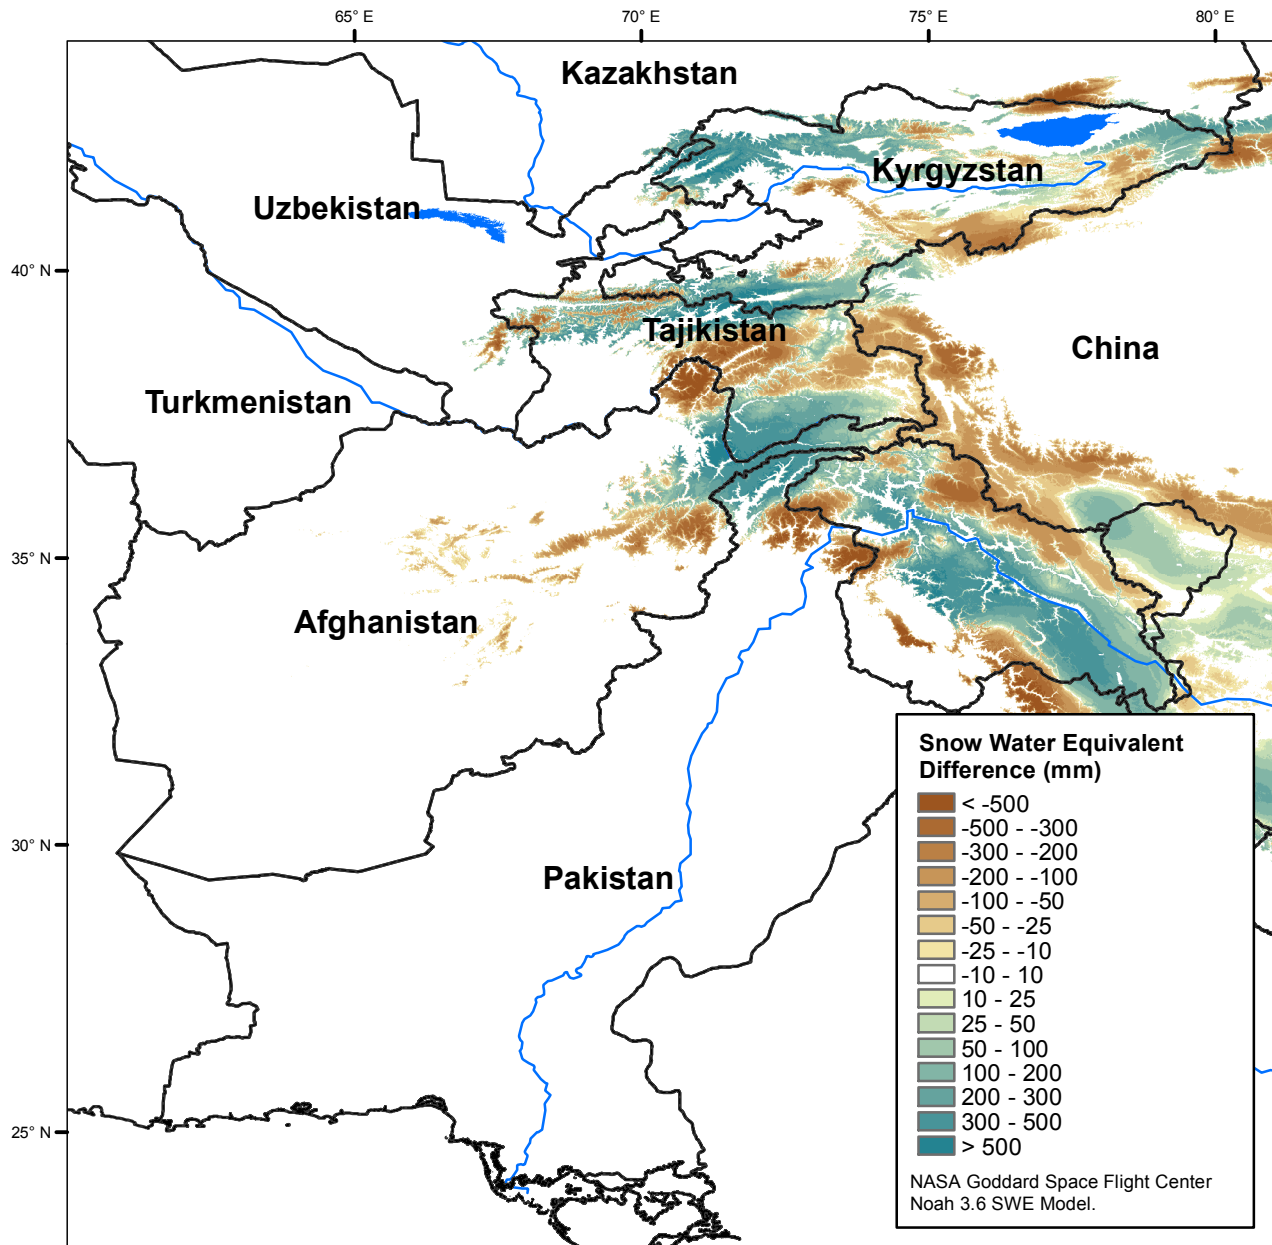 65° E
70° E
75° E
80° E
Kazakhstan
Kyrgyzstan
Uzbekistan
40° N
Tajikistan
China
Turkmenistan
35° N
Afghanistan
Snow Water Equivalent
Difference (mm)
< -500
-500 - -300
-300 - -200
-200 - -100
-100 - -50
-50 - -25
-25 - -10
-10 - 10
10 - 25
25 - 50
50 - 100
100 - 200
200 - 300
300 - 500
> 500
NASA Goddard Space Flight Center
Noah 3.6 SWE Model.
30° N
Pakistan
25° N